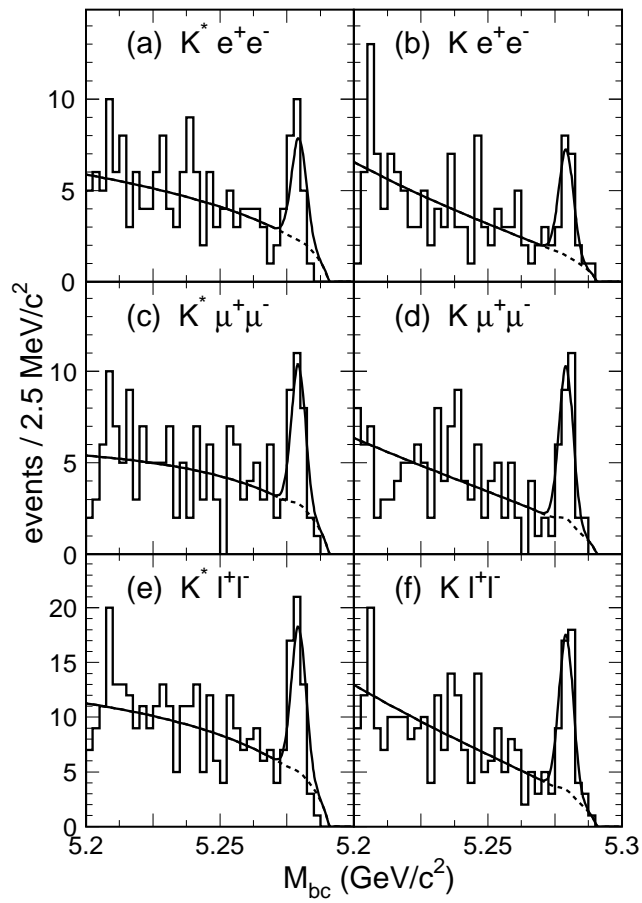 (a) K* e⁺e⁻
(b) K e⁺e⁻
10
5
0
(c) K* μ⁺μ⁻
(d) K μ⁺μ⁻
10
5
0
(e) K* l⁺l⁻
(f) K l⁺l⁻
20
15
10
5
0
5.2 5.25 5.2 5.25 5.3
events / 2.5 MeV/c²
M_bc (GeV/c²)